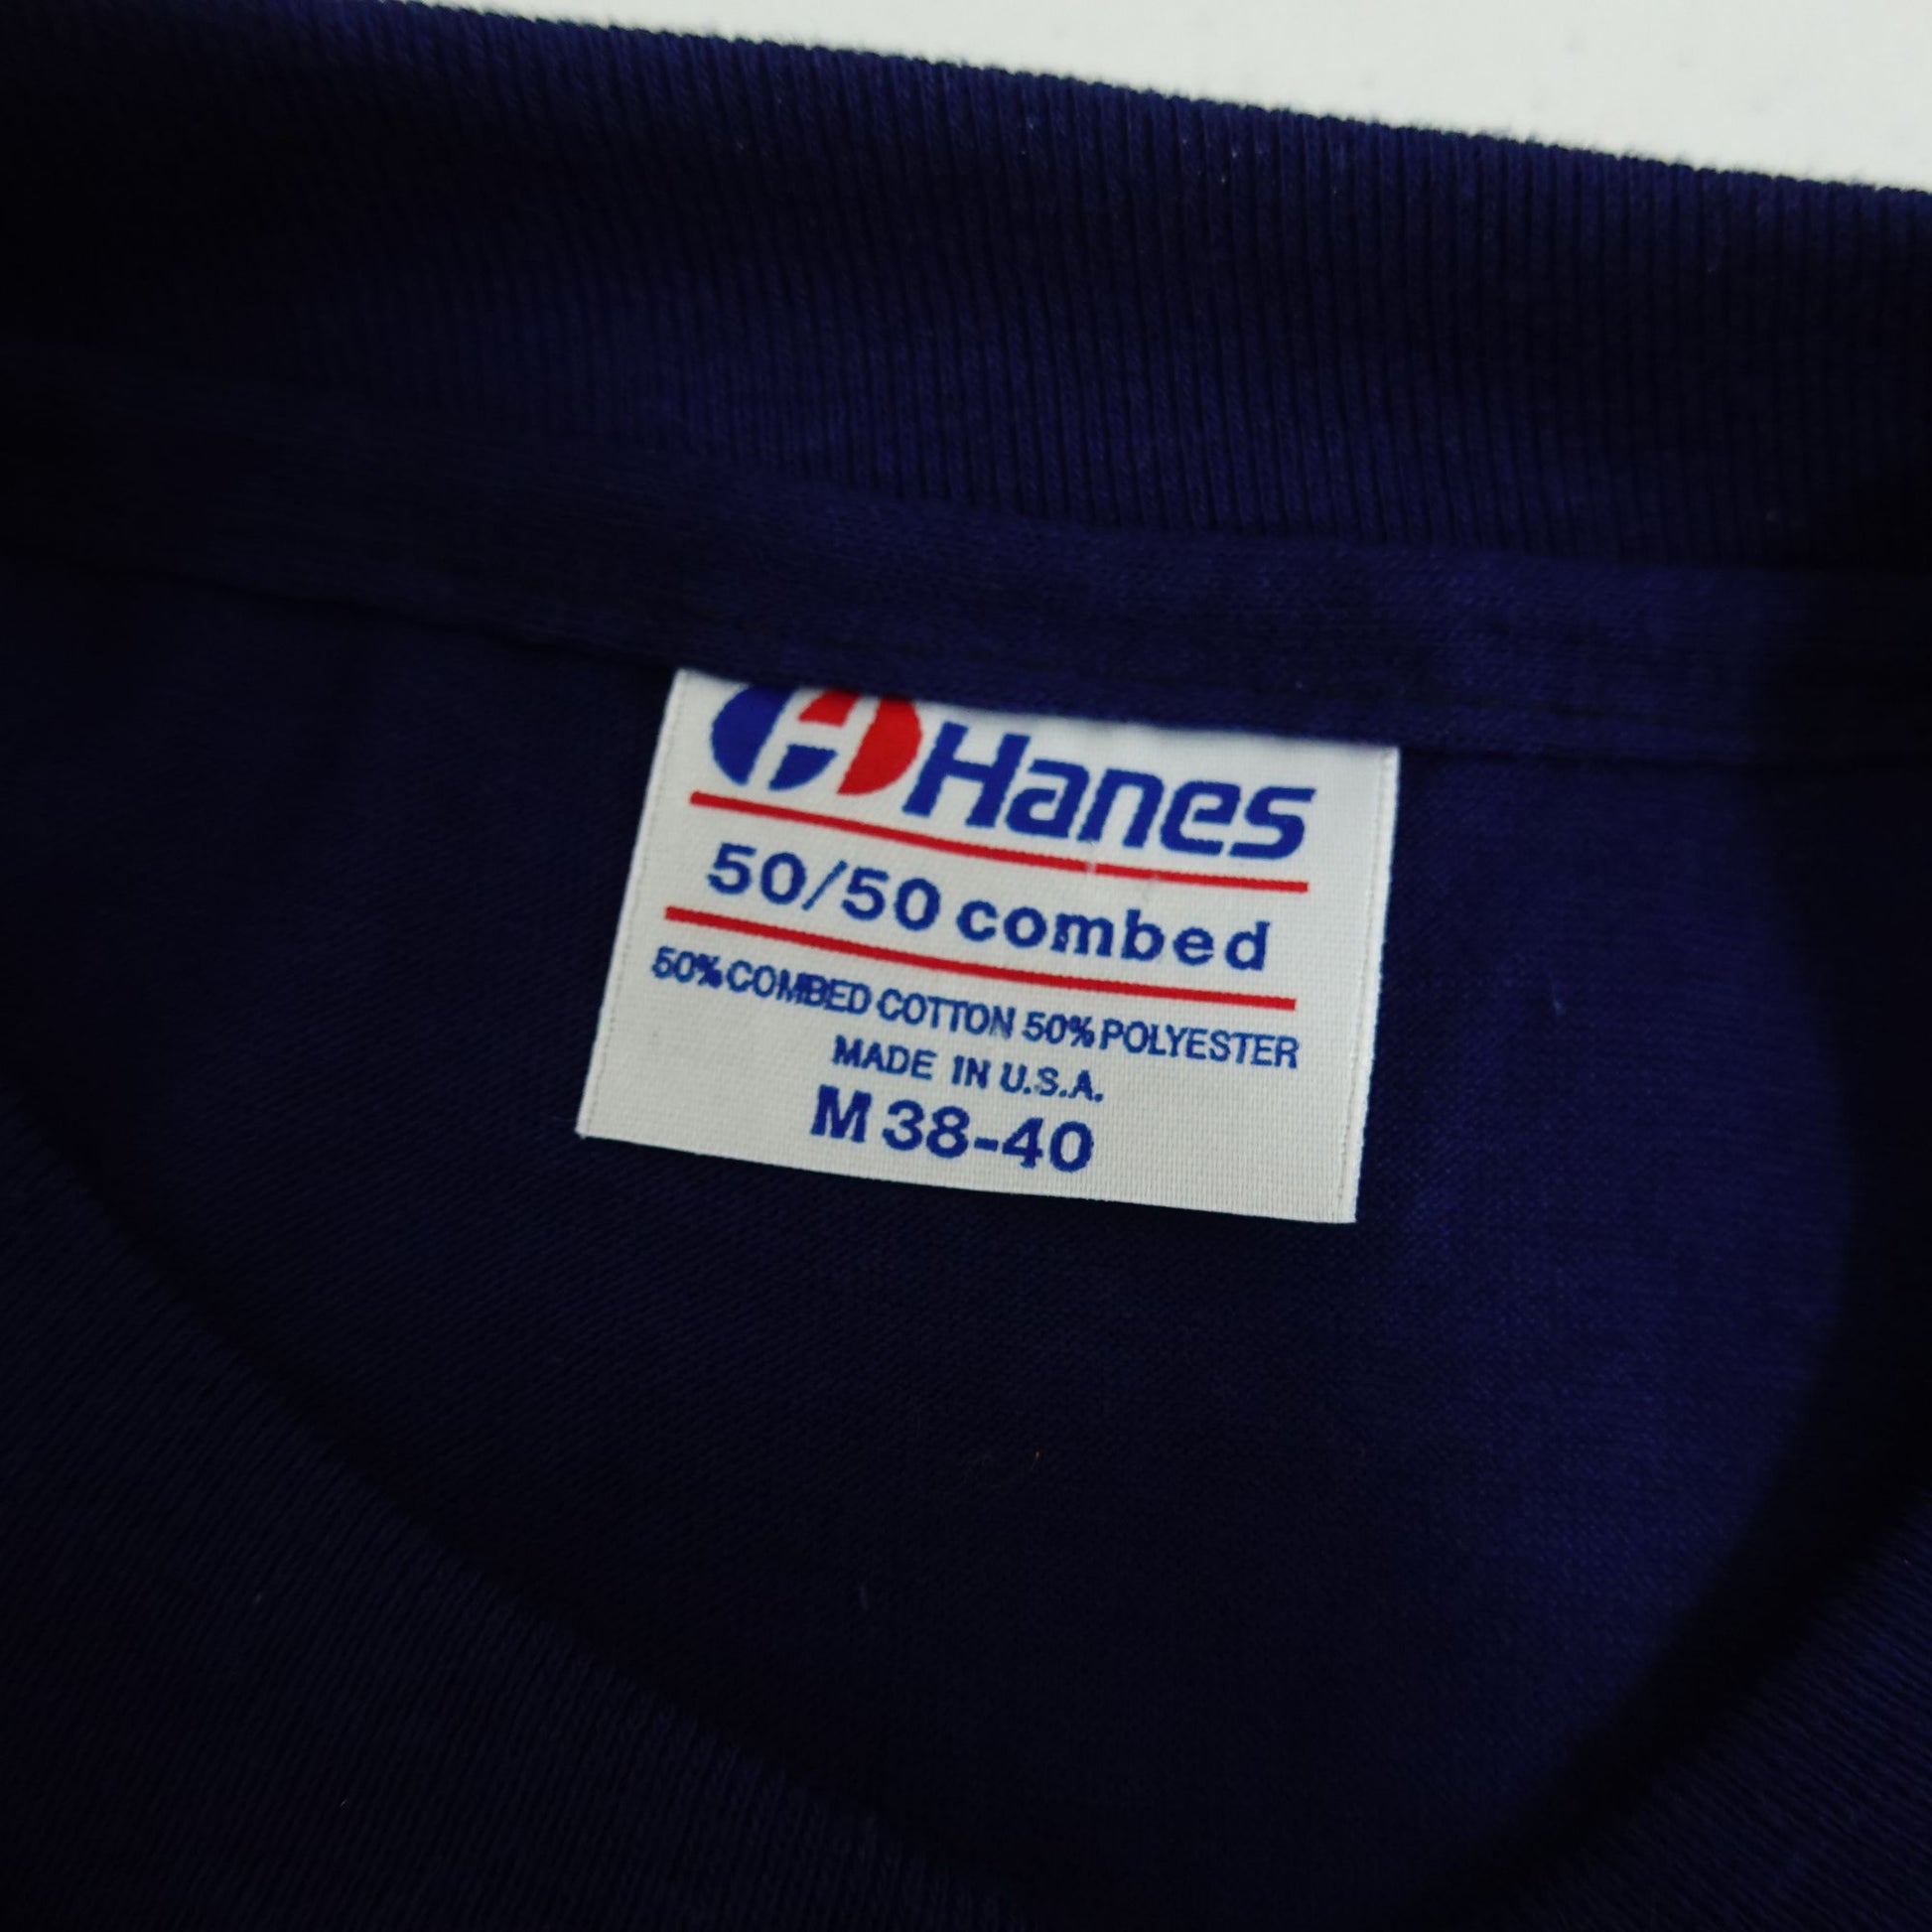 Hanes
50/50 combed
50% COMBED COTTON 50% POLYESTER
MADE IN U.S.A.
M 38-40